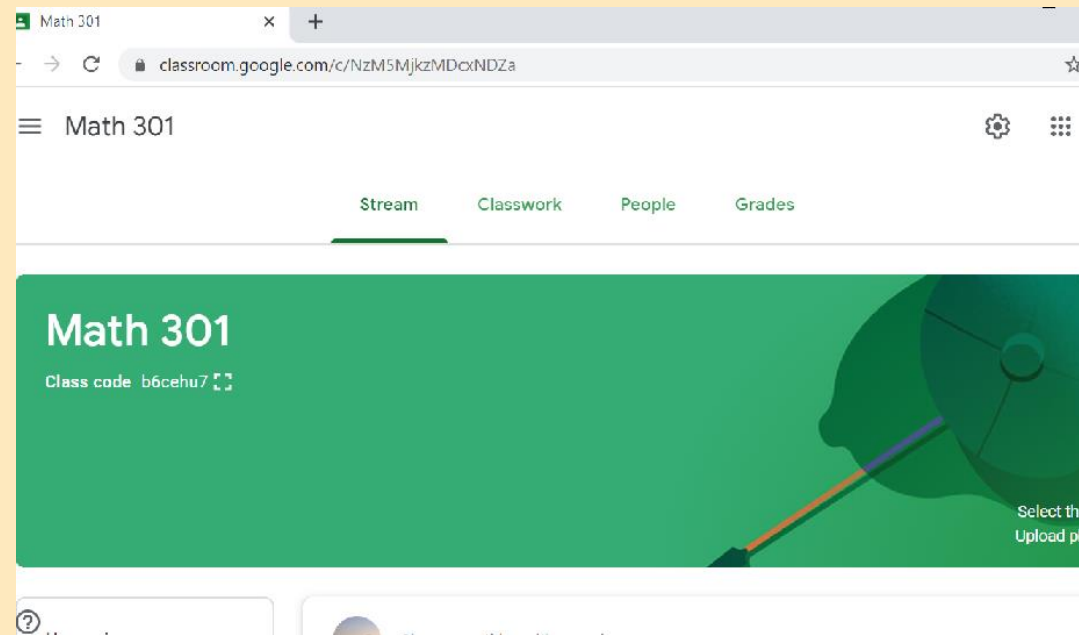 Math 301
classroom.google.com/c/NzM5MjkzMDcxNDZa
Math 301
Stream Classwork People Grades
Math 301
Class code b6cehu7
Select th
Upload p